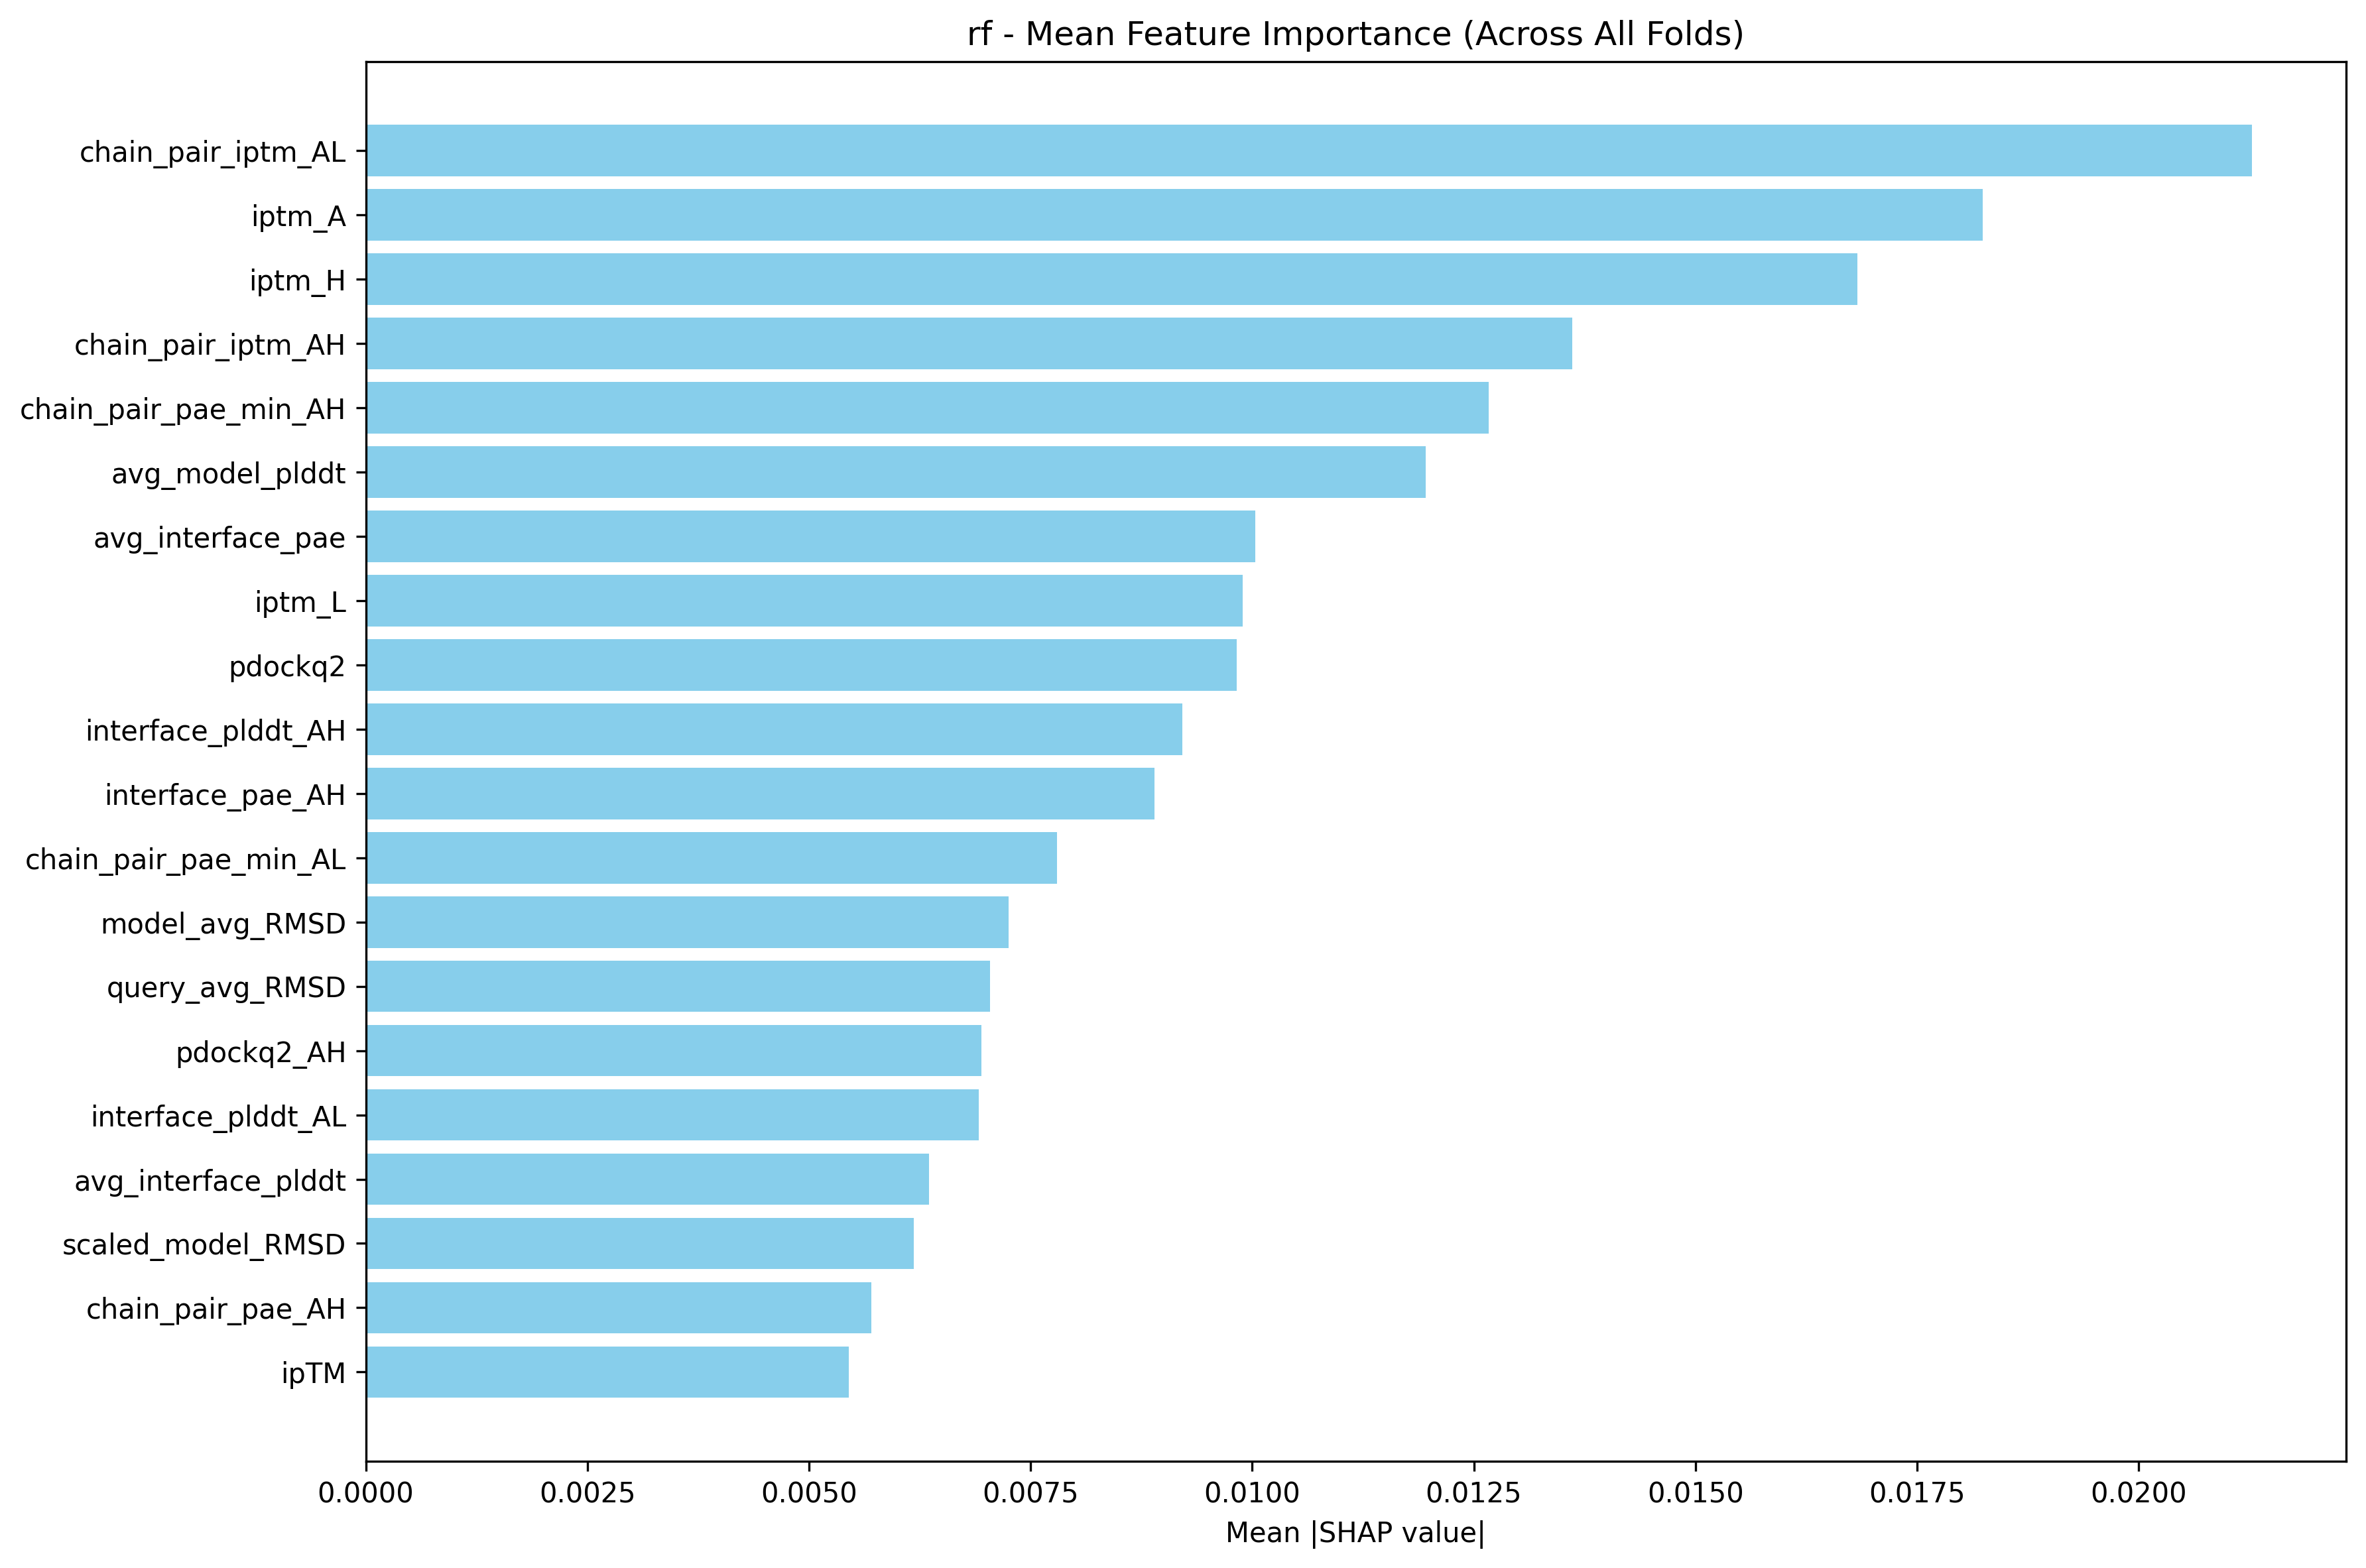 rf - Mean Feature Importance (Across All Folds)
chain_pair_iptm_AL
iptm_A
iptm_H
chain_pair_iptm_AH
chain_pair_pae_min_AH
avg_model_plddt
avg_interface_pae
iptm_L
pdockq2
interface_plddt_AH
interface_pae_AH
chain_pair_pae_min_AL
model_avg_RMSD
query_avg_RMSD
pdockq2_AH
interface_plddt_AL
avg_interface_plddt
scaled_model_RMSD
chain_pair_pae_AH
ipTM
0.0000 0.0025 0.0050 0.0075 0.0100 0.0125 0.0150 0.0175 0.0200
Mean |SHAP value|